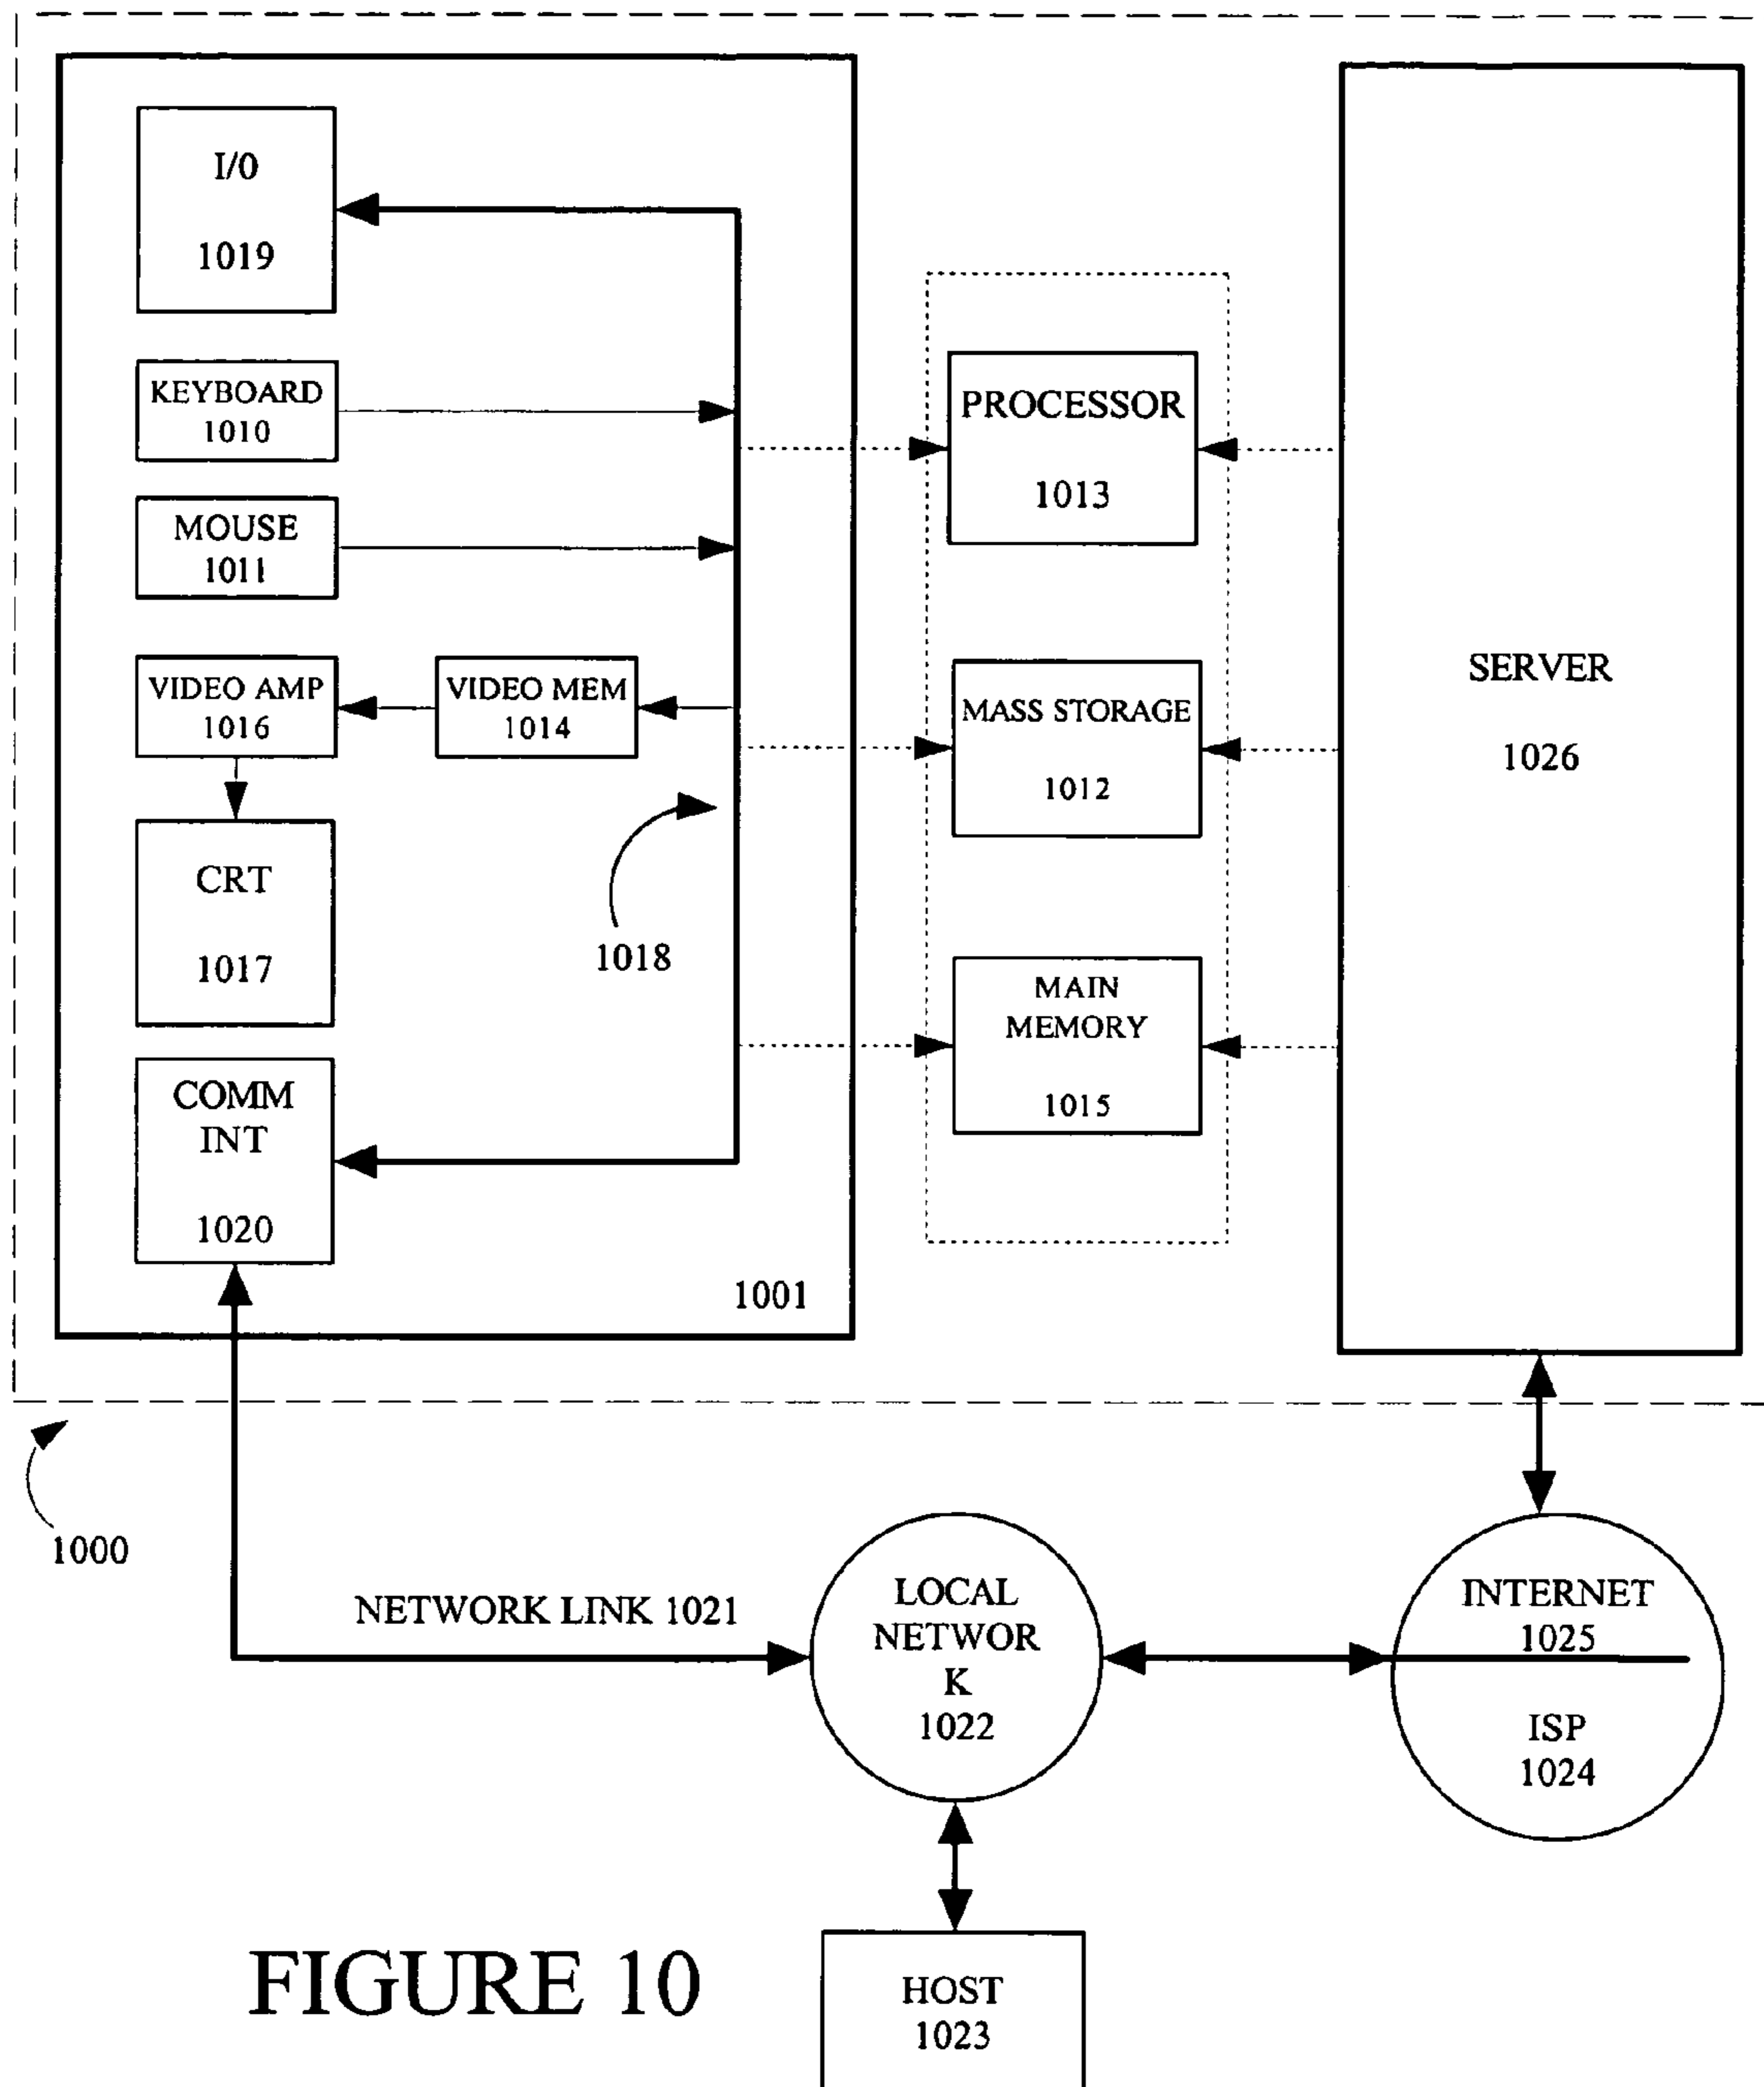 I/0
1019
KEYBOARD
1010
MOUSE
1011
VIDEO AMP
1016
VIDEO MEM
1014
CRT
1017
1018
COMM
INT
1020
1001
PROCESSOR
1013
MASS STORAGE
1012
MAIN
MEMORY
1015
SERVER
1026
1000
NETWORK LINK 1021
LOCAL
NETWOR
K
1022
INTERNET
1025
ISP
1024
FIGURE 10
HOST
1023